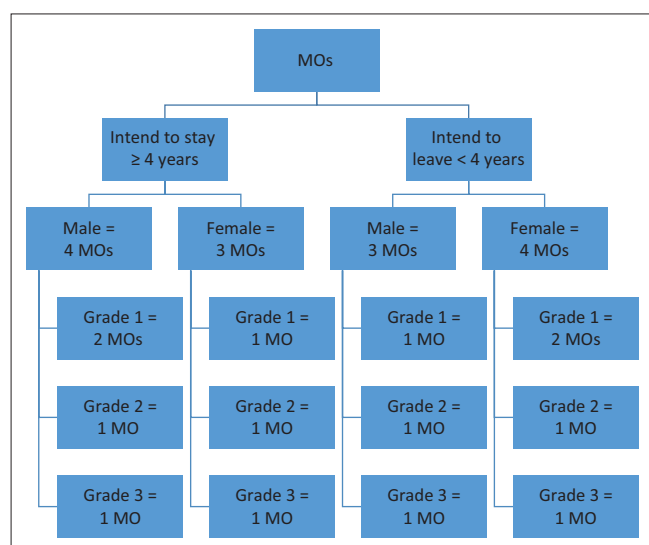 MOs
Intend to stay
≥ 4 years
Intend to
leave < 4 years
Male =
4 MOs
Female =
3 MOs
Male =
3 MOs
Female =
4 MOs
Grade 1 =
2 MOs
Grade 1 =
1 MO
Grade 1 =
1 MO
Grade 1 =
2 MOs
Grade 2 =
1 MO
Grade 2 =
1 MO
Grade 2 =
1 MO
Grade 2 =
1 MO
Grade 3 =
1 MO
Grade 3 =
1 MO
Grade 3 =
1 MO
Grade 3 =
1 MO